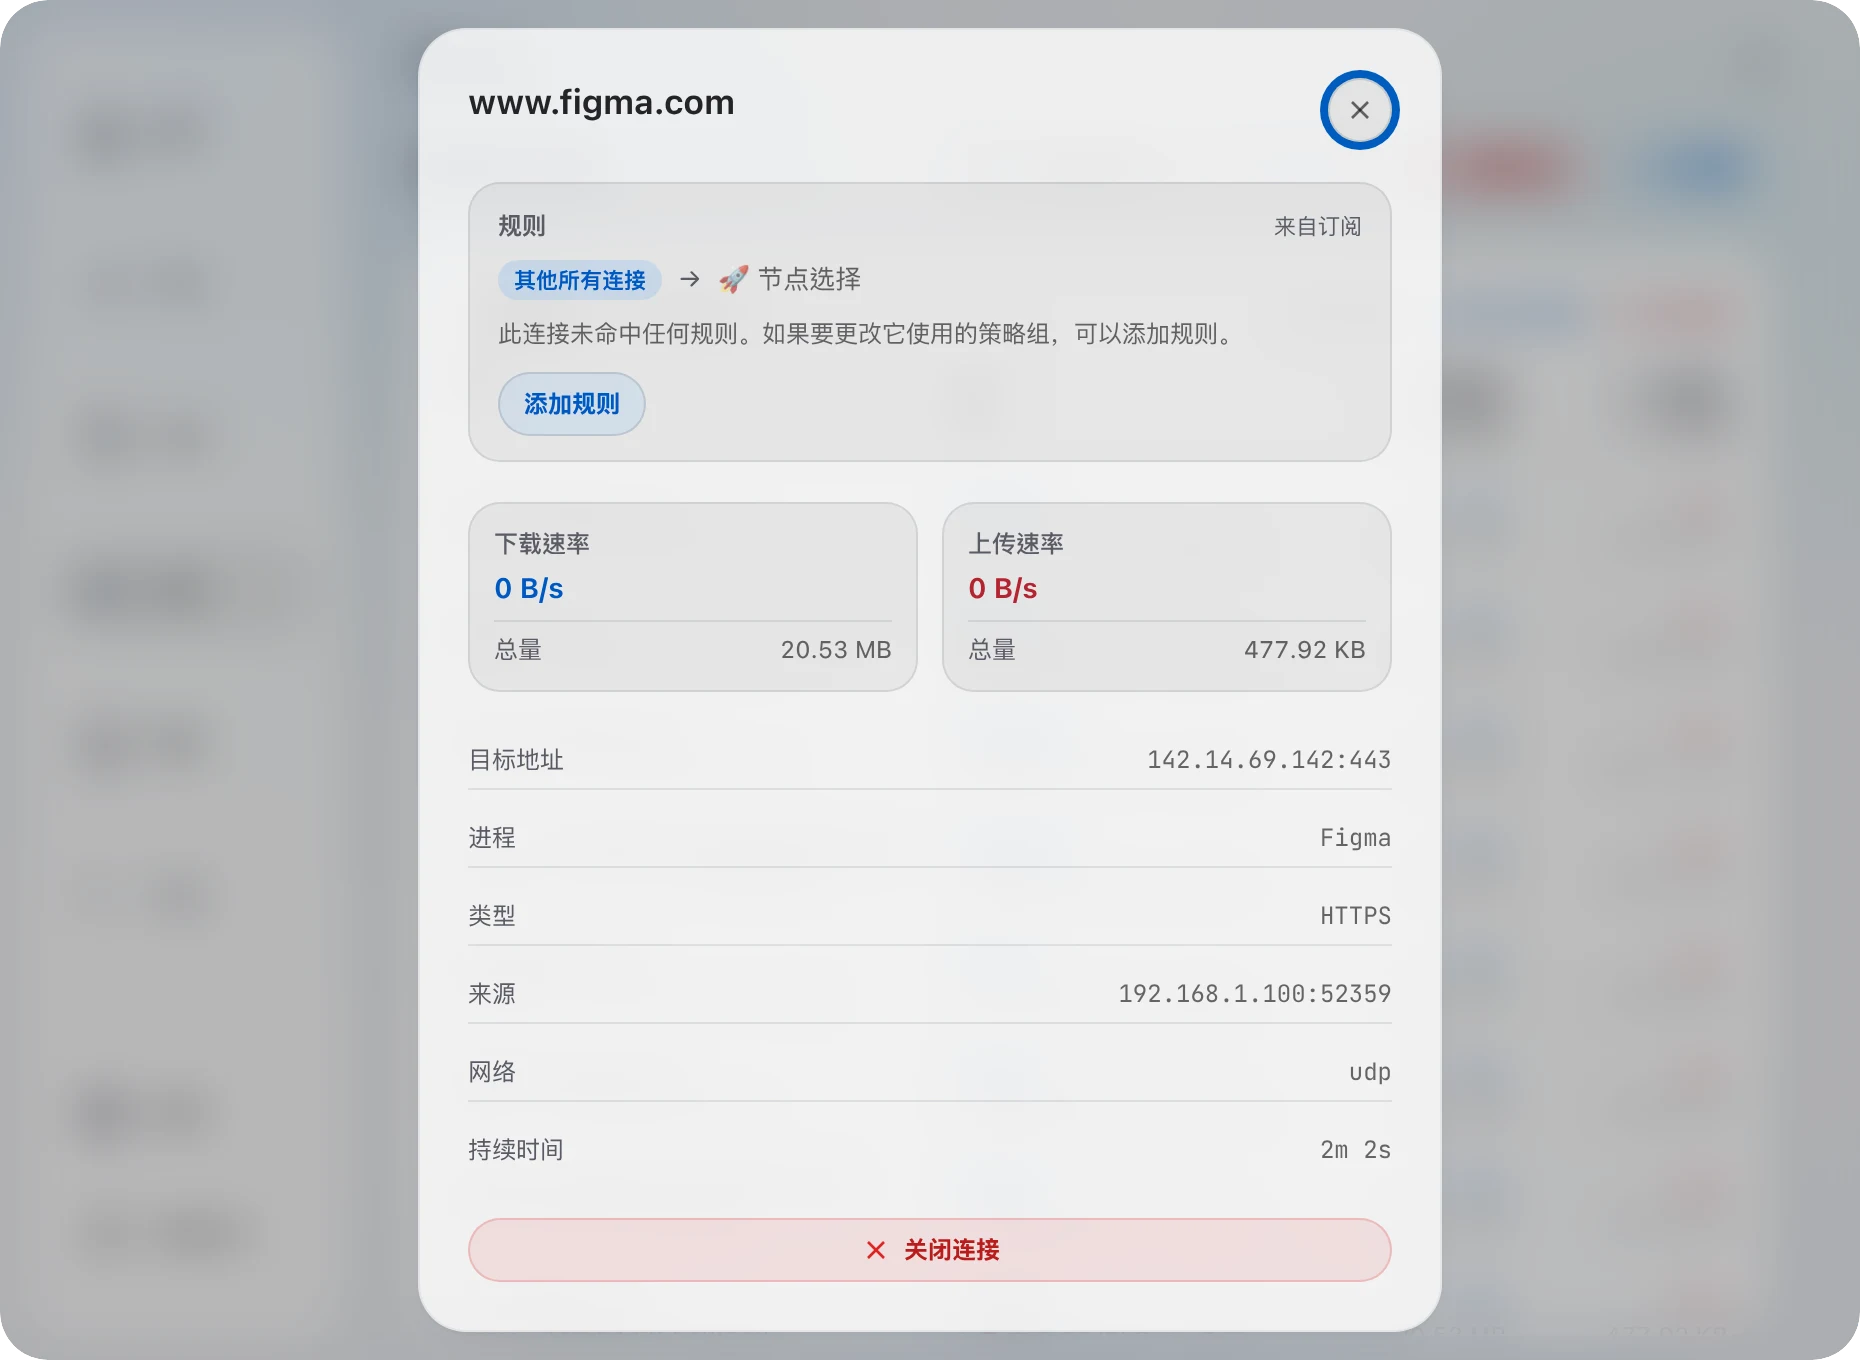 www.figma.com
规则
来自订阅
其他所有连接 → 🚀 节点选择
此连接未命中任何规则。如果要更改它使用的策略组，可以添加规则。
添加规则
下载速率
0 B/s
总量 20.53 MB
上传速率
0 B/s
总量 477.92 KB
目标地址 142.14.69.142:443
进程 Figma
类型 HTTPS
来源 192.168.1.100:52359
网络 udp
持续时间 2m 2s
关闭连接